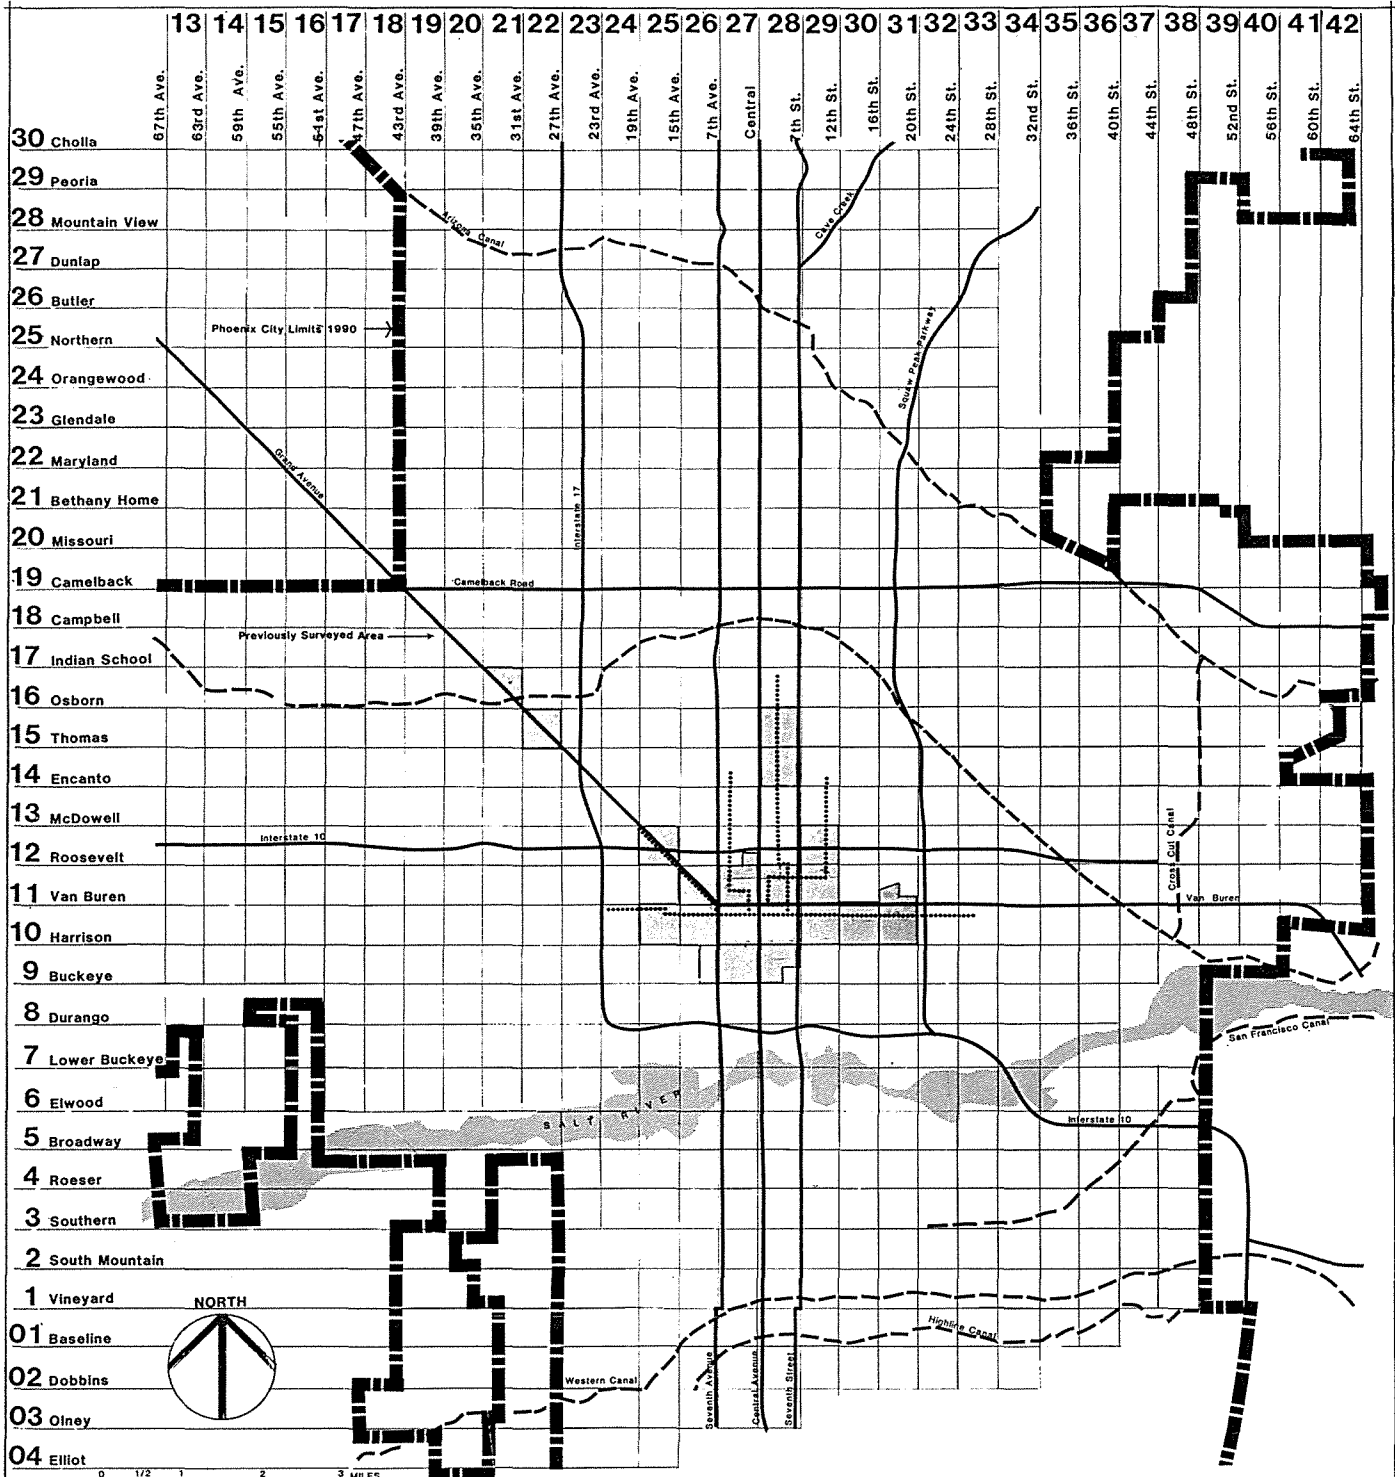 13 14 15 16 17 18 19 20 21 22 23 24 25 26 27 28 29 30 31 32 33 34 35 36 37 38 39 40 41 42
67th Ave.
63rd Ave.
59th Ave.
55th Ave.
51st Ave.
47th Ave.
43rd Ave.
39th Ave.
35th Ave.
31st Ave.
27th Ave.
23rd Ave.
19th Ave.
15th Ave.
7th Ave.
Central
7th St.
12th St.
16th St.
20th St.
24th St.
28th St.
32nd St.
36th St.
40th St.
44th St.
48th St.
52nd St.
56th St.
60th St.
64th St.
30 Cholla
29 Peoria
28 Mountain View
27 Dunlap
26 Butler
25 Northern
24 Orangewood
23 Glendale
22 Maryland
21 Bethany Home
20 Missouri
19 Camelback
18 Campbell
17 Indian School
16 Osborn
15 Thomas
14 Encanto
13 McDowell
12 Roosevelt
11 Van Buren
10 Harrison
9 Buckeye
8 Durango
7 Lower Buckeye
6 Elwood
5 Broadway
4 Roeser
3 Southern
2 South Mountain
1 Vineyard
01 Baseline
02 Dobbins
03 Olney
04 Elliot
Arizona Canal
Cave Creek
Phoenix City Limits 1990
Squaw Peak Parkway
Grand Avenue
Interstate 17
Camelback Road
Previously Surveyed Area
Interstate 10
Cross Cut Canal
Van Buren
San Francisco Canal
SALT RIVER
Interstate 10
NORTH
Highline Canal
Western Canal
Seventh Avenue
Central Avenue
Seventh Street
0 1/2 1 2 3 MILES